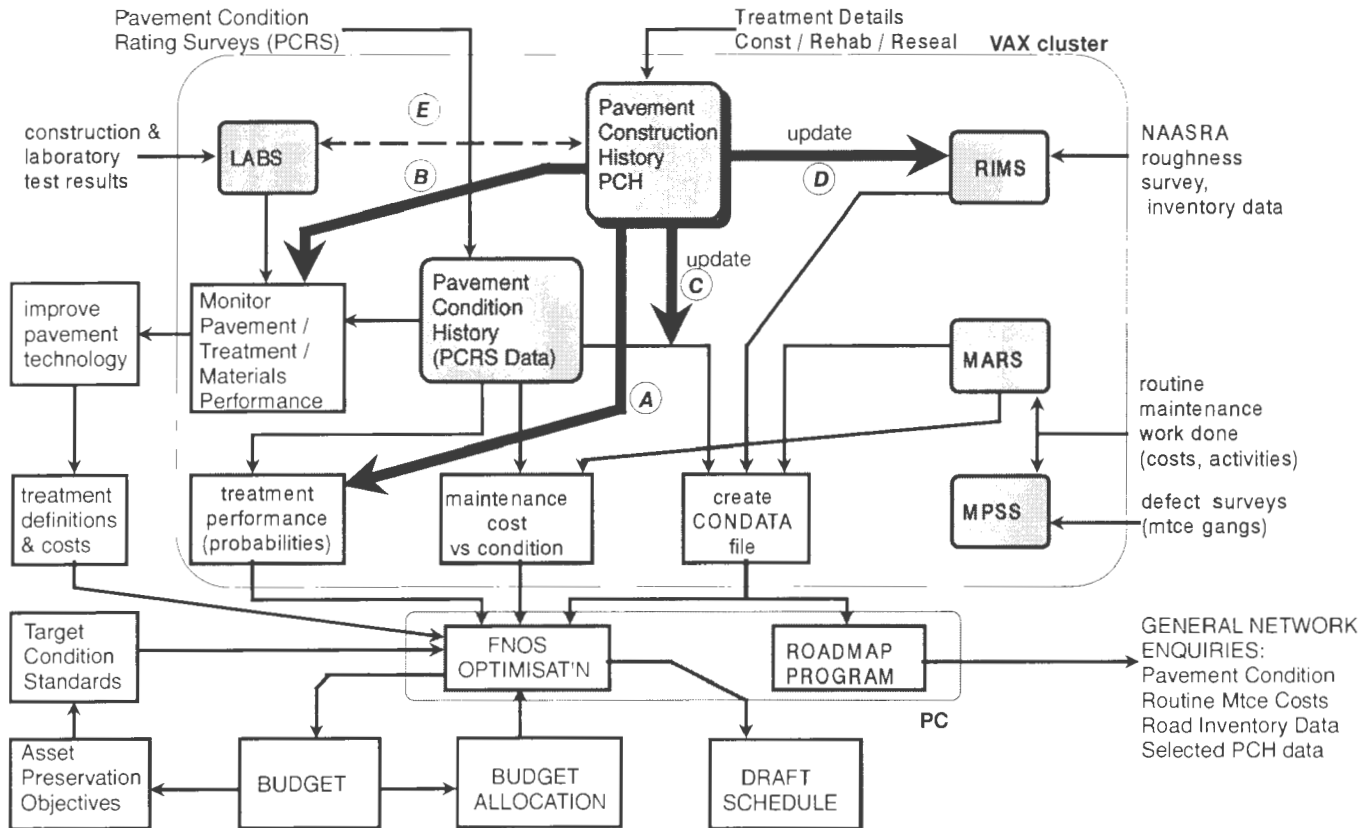 Pavement Condition
Rating Surveys (PCRS)
Treatment Details
Const / Rehab / Reseal
VAX cluster
construction &
laboratory
test results
LABS
E
B
Pavement
Construction
History
PCH
update
D
RIMS
NAASRA
roughness
survey,
inventory data
update
C
improve
pavement
technology
Monitor
Pavement /
Treatment /
Materials
Performance
Pavement
Condition
History
(PCRS Data)
A
MARS
routine
maintenance
work done
(costs, activities)
MPSS
defect surveys
(mtce gangs)
treatment
definitions
& costs
treatment
performance
(probabilities)
maintenance
cost
vs condition
create
CONDATA
file
Target
Condition
Standards
FNOS
OPTIMISAT'N
ROADMAP
PROGRAM
PC
GENERAL NETWORK
ENQUIRIES:
Pavement Condition
Routine Mtce Costs
Road Inventory Data
Selected PCH data
Asset
Preservation
Objectives
BUDGET
BUDGET
ALLOCATION
DRAFT
SCHEDULE